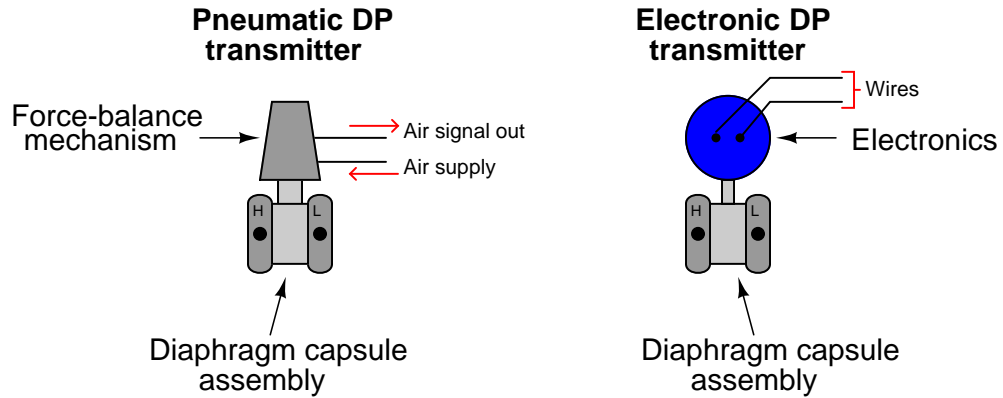 Pneumatic DP
transmitter
Force-balance
mechanism
Air signal out
Air supply
H
L
Diaphragm capsule
assembly
Electronic DP
transmitter
Wires
Electronics
H
L
Diaphragm capsule
assembly